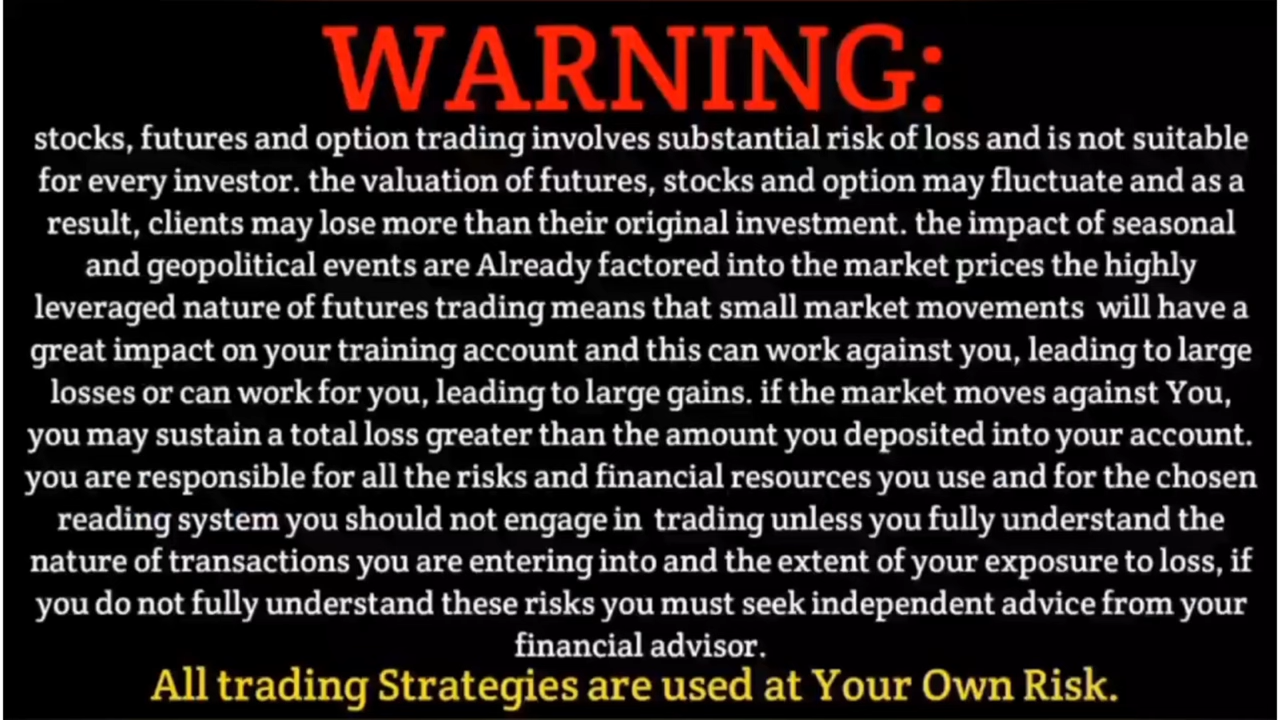 WARNING:
stocks, futures and option trading involves substantial risk of loss and is not suitable
for every investor. the valuation of futures, stocks and option may fluctuate and as a
result, clients may lose more than their original investment. the impact of seasonal
and geopolitical events are Already factored into the market prices the highly
leveraged nature of futures trading means that small market movements will have a
great impact on your training account and this can work against you, leading to large
losses or can work for you, leading to large gains. if the market moves against You,
you may sustain a total loss greater than the amount you deposited into your account.
you are responsible for all the risks and financial resources you use and for the chosen
reading system you should not engage in trading unless you fully understand the
nature of transactions you are entering into and the extent of your exposure to loss, if
you do not fully understand these risks you must seek independent advice from your
financial advisor.
All trading Strategies are used at Your Own Risk.